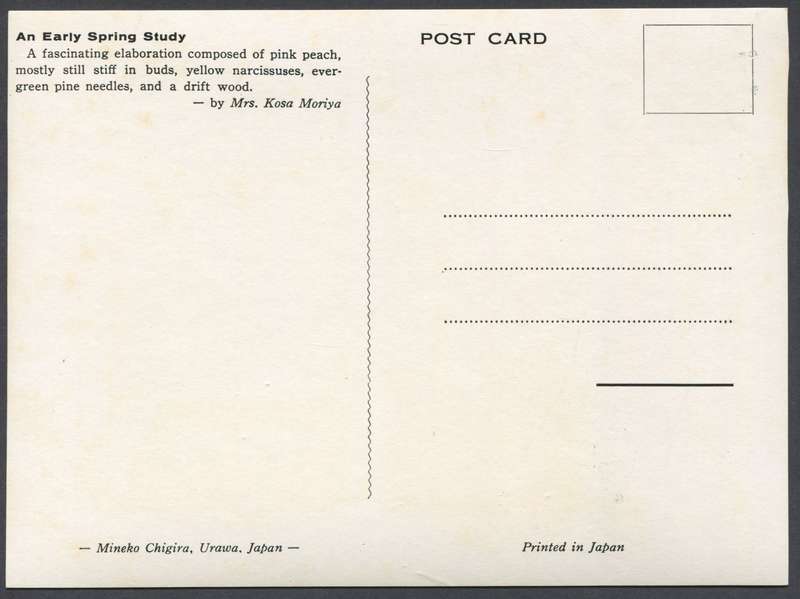 An Early Spring Study
A fascinating elaboration composed of pink peach,
mostly still stiff in buds, yellow narcissuses, ever-
green pine needles, and a drift wood.
— by Mrs. Kosa Moriya
POST CARD
— Mineko Chigira, Urawa, Japan —
Printed in Japan